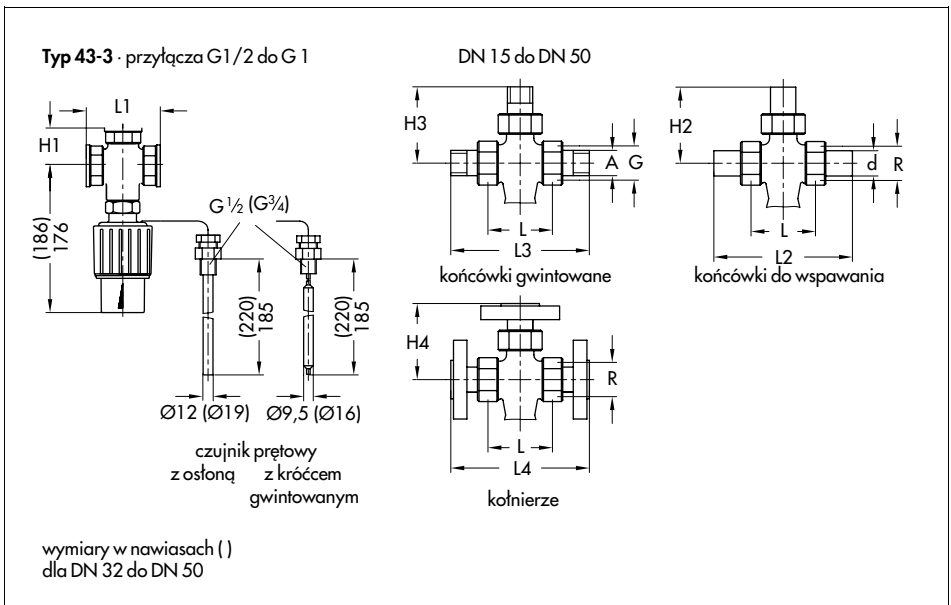 Typ 43-3 · przyłącza G1/2 do G 1
DN 15 do DN 50
L1
H1
(186)
176
G 1/2 (G3/4)
(220)
185
(220)
185
Ø12 (Ø19)
Ø9,5 (Ø16)
czujnik prętowy
z osłoną
z króćcem
gwintowanym
H3
A
G
L
L3
końcówki gwintowane
H2
d
R
L
L2
końcówki do wspawania
H4
R
L
L4
kołnierze
wymiary w nawiasach ( )
dla DN 32 do DN 50